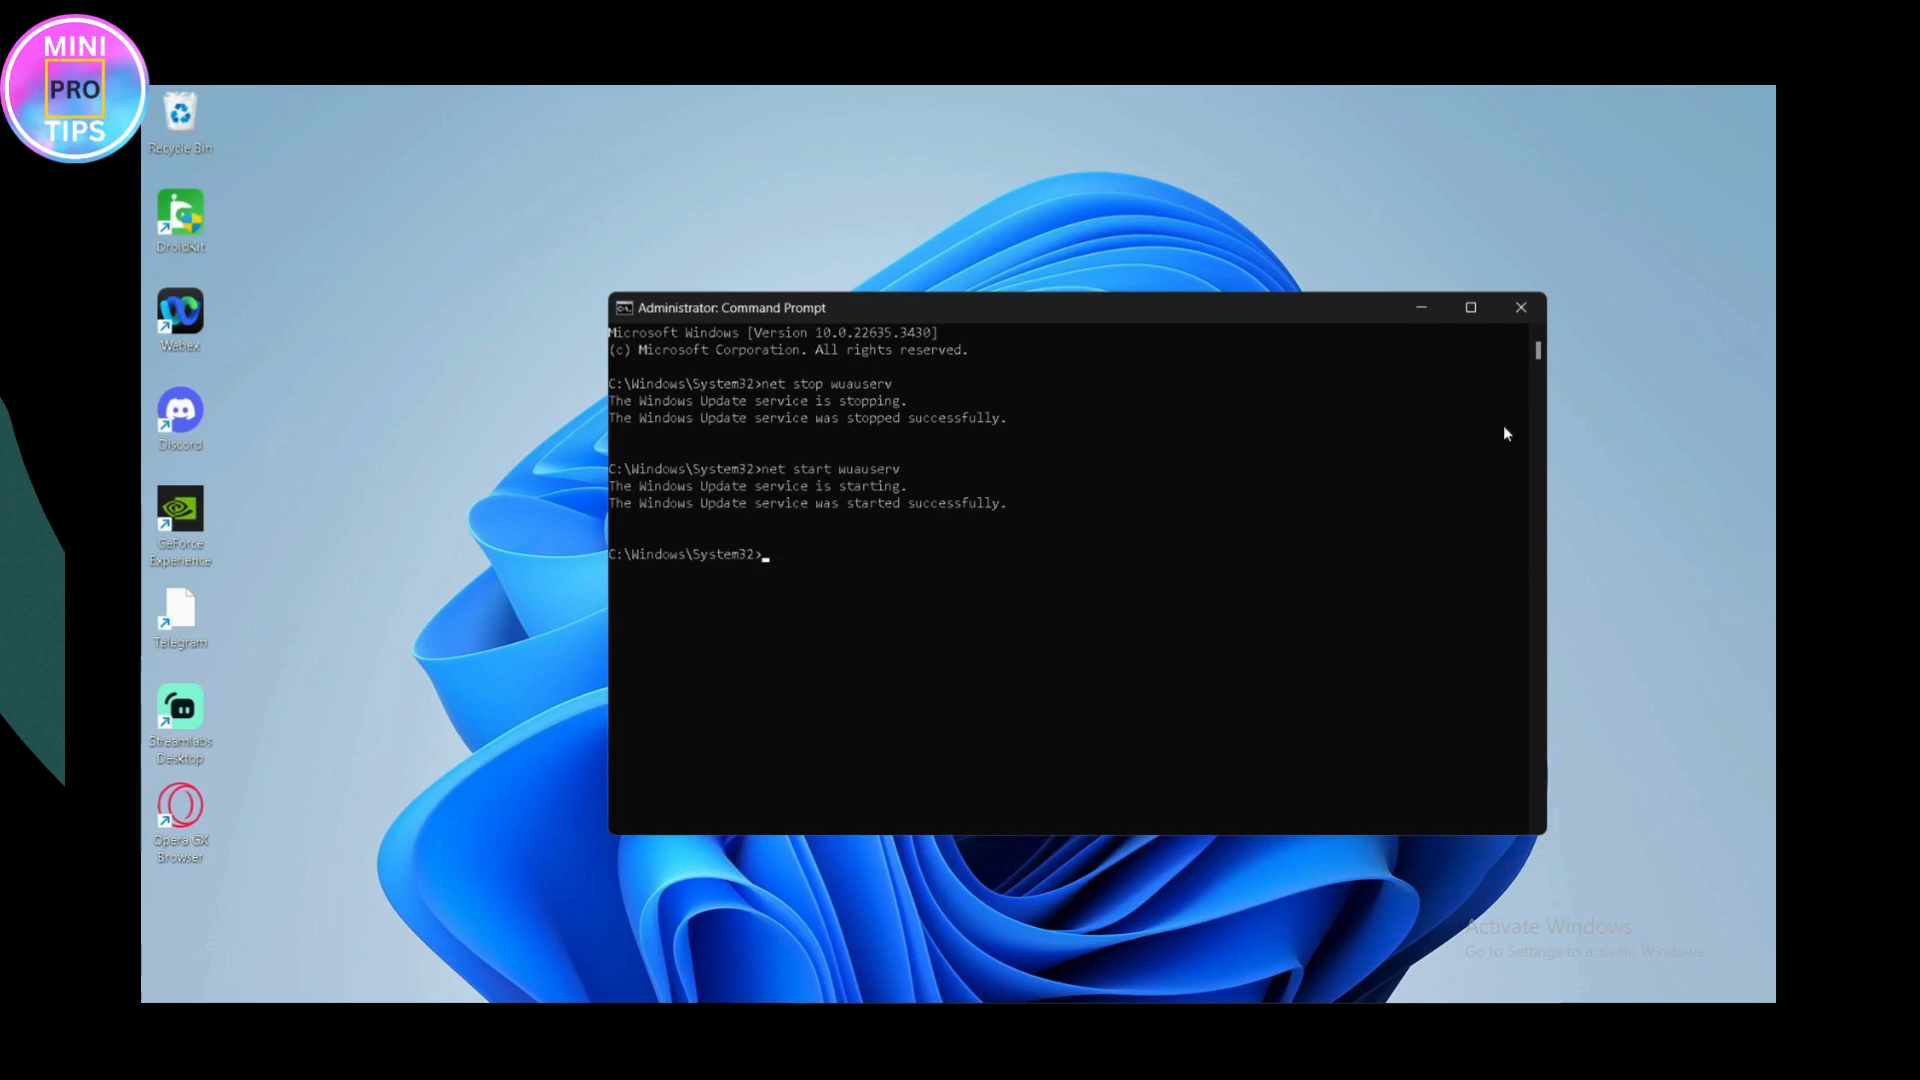 MINI
PRO
TIPS
Recycle Bin
DroidKit
Webex
Discord
GeForce
Experience
Telegram
Streamlabs
Desktop
Opera GX
Browser
Administrator: Command Prompt
Microsoft Windows [Version 10.0.22635.3430]
(c) Microsoft Corporation. All rights reserved.
C:\Windows\System32>net stop wuauserv
The Windows Update service is stopping.
The Windows Update service was stopped successfully.
C:\Windows\System32>net start wuauserv
The Windows Update service is starting.
The Windows Update service was started successfully.
C:\Windows\System32>
Activate Windows
Go to Settings to activate Windows.